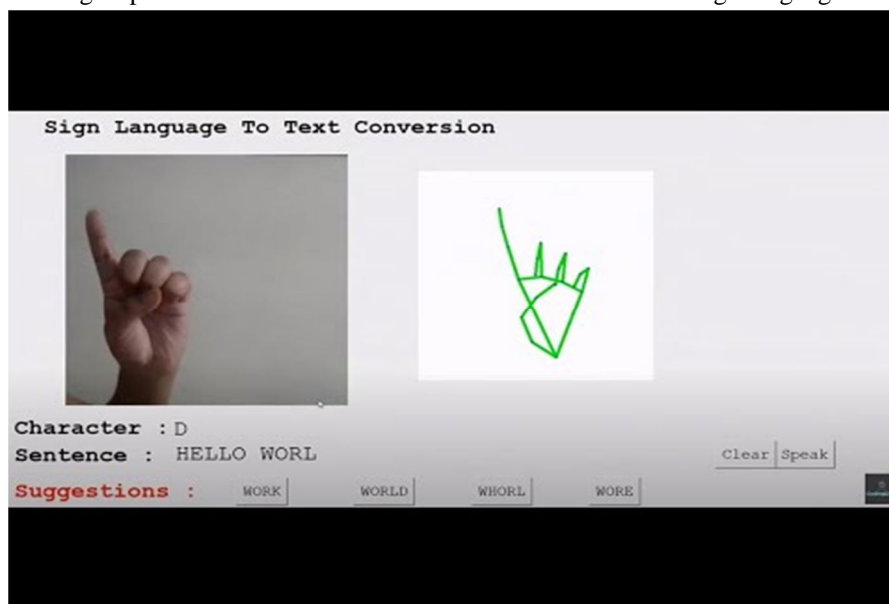 Sign Language To Text Conversion
Character : D
Sentence : HELLO WORL
Clear Speak
Suggestions : WORK WORLD WHORL WORE